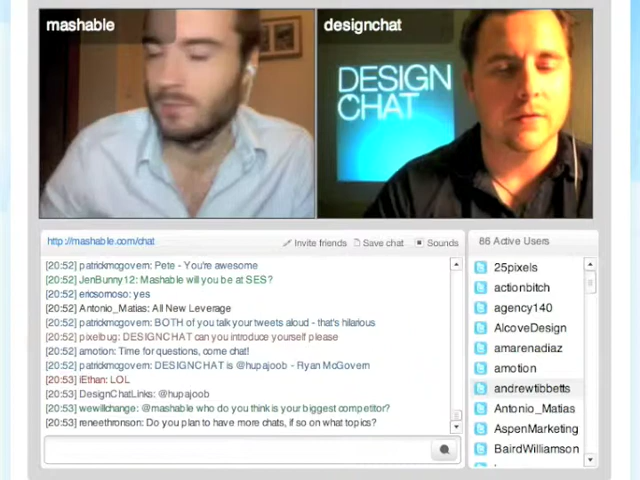 mashable
designchat
DESIGN
CHAT
http://mashable.com/chat
Invite friends
Save chat
Sounds
86 Active Users
[20:52] patrickmcgovern: Pete - You're awesome
[20:52] JenBunny12: Mashable will you be at SES?
[20:52] ericsornoso: yes
[20:52] Antonio_Matias: All New Leverage
[20:52] patrickmcgovern: BOTH of you talk your tweets aloud - that's hilarious
[20:52] pixelbug: DESIGNCHAT can you introduce yourself please
[20:52] amotion: Time for questions, come chat!
[20:52] patrickmcgovern: DESIGNCHAT is @hupajoob - Ryan McGovern
[20:53] iEthan: LOL
[20:53] DesignChatLinks: @hupajoob
[20:53] wewillchange: @mashable who do you think is your biggest competitor?
[20:53] reneethronson: Do you plan to have more chats, if so on what topics?
25pixels
actionbitch
agency140
AlcoveDesign
amarenadiaz
amotion
andrewtibbetts
Antonio_Matias
AspenMarketing
BairdWilliamson